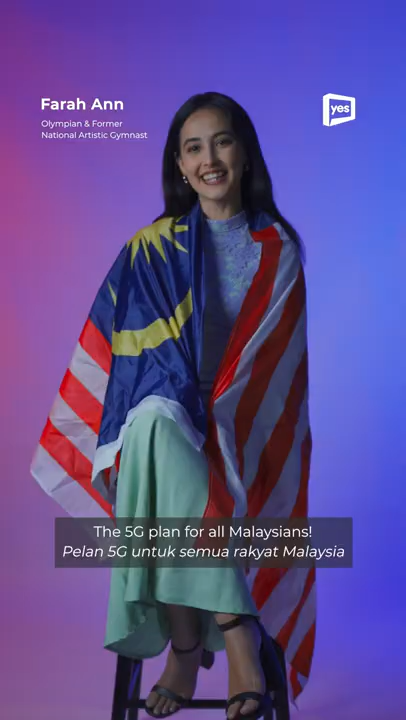 Farah Ann
Olympian & Former
National Artistic Gymnast
yes
The 5G plan for all Malaysians!
Pelan 5G untuk semua rakyat Malaysia